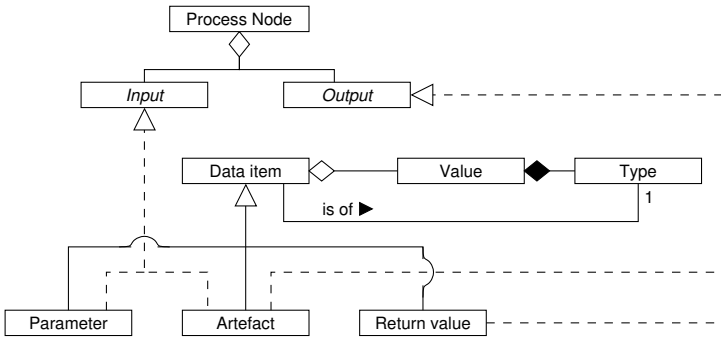 Process Node
Input
Output
Data item
Value
Type
is of ▶
1
Parameter
Artefact
Return value